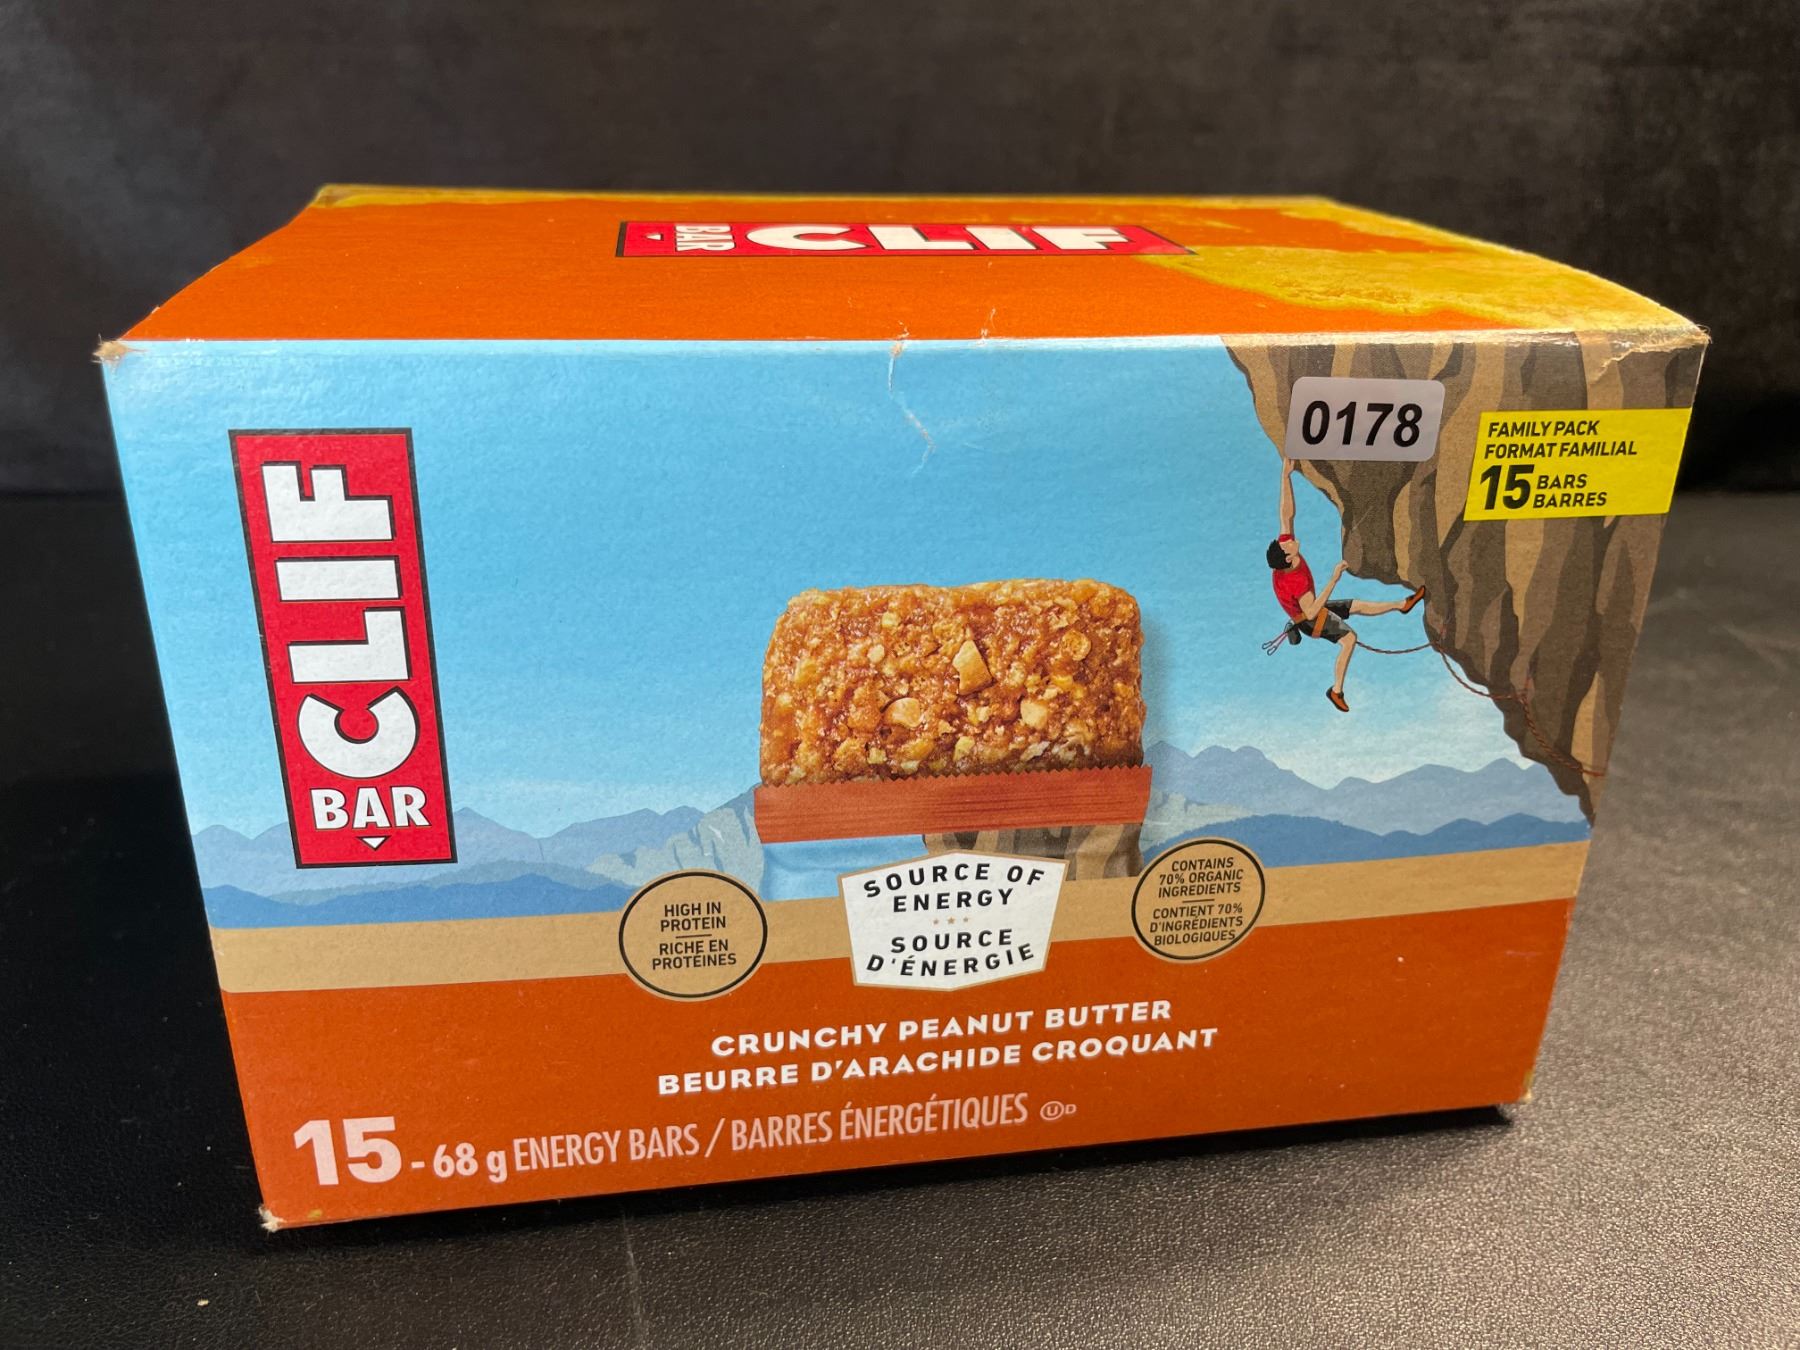 CLIF
BAR
CLIF
BAR
0178
FAMILY PACK
FORMAT FAMILIAL
15 BARS
BARRES
HIGH IN
PROTEIN
RICHE EN
PROTÉINES
SOURCE OF
ENERGY
SOURCE
D'ÉNERGIE
CONTAINS
70% ORGANIC
INGREDIENTS
CONTIENT 70%
D'INGRÉDIENTS
BIOLOGIQUES
CRUNCHY PEANUT BUTTER
BEURRE D'ARACHIDE CROQUANT
15 - 68 g ENERGY BARS / BARRES ÉNERGÉTIQUES Ⓤ D